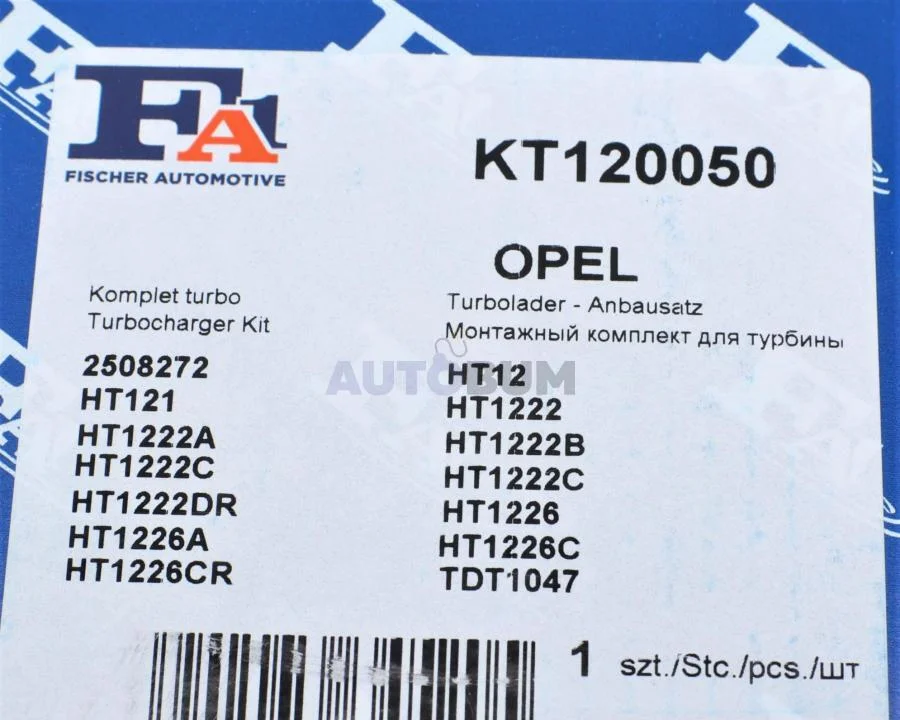 FA1
FISCHER AUTOMOTIVE
KT120050
OPEL
Komplet turbo
Turbocharger Kit
Turbolader - Anbausatz
Монтажный комплект для турбины
AUTOBUM
2508272
HT121
HT1222A
HT1222C
HT1222DR
HT1226A
HT1226CR
HT12
HT1222
HT1222B
HT1222C
HT1226
HT1226C
TDT1047
1 szt./Stc./pcs./шт